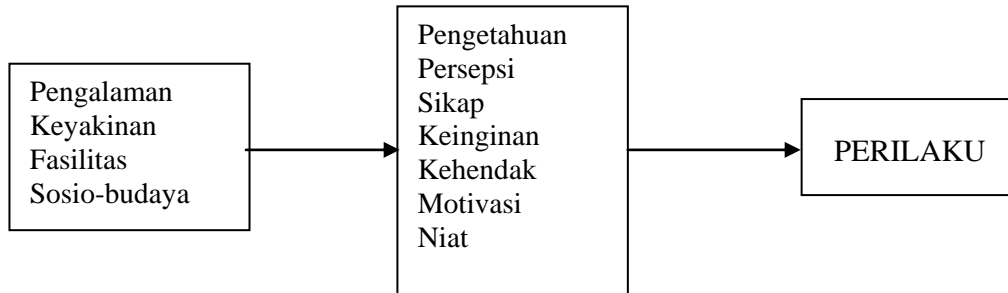 Pengalaman
Keyakinan
Fasilitas
Sosio-budaya
Pengetahuan
Persepsi
Sikap
Keinginan
Kehendak
Motivasi
Niat
PERILAKU